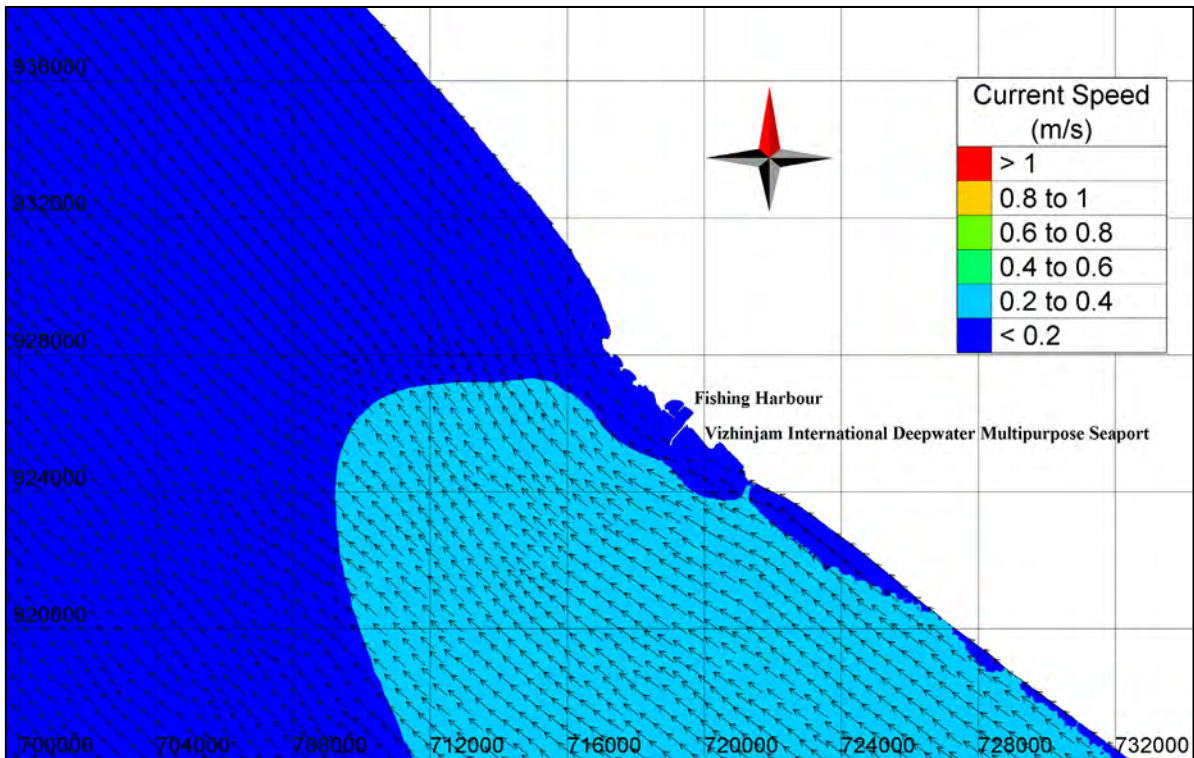 936000
Current Speed
(m/s)
> 1
0.8 to 1
0.6 to 0.8
0.4 to 0.6
0.2 to 0.4
< 0.2
932000
928000
Fishing Harbour
Vizhinjam International Deepwater Multipurpose Seaport
924000
920000
700000 704000 708000 712000 716000 720000 724000 728000 732000